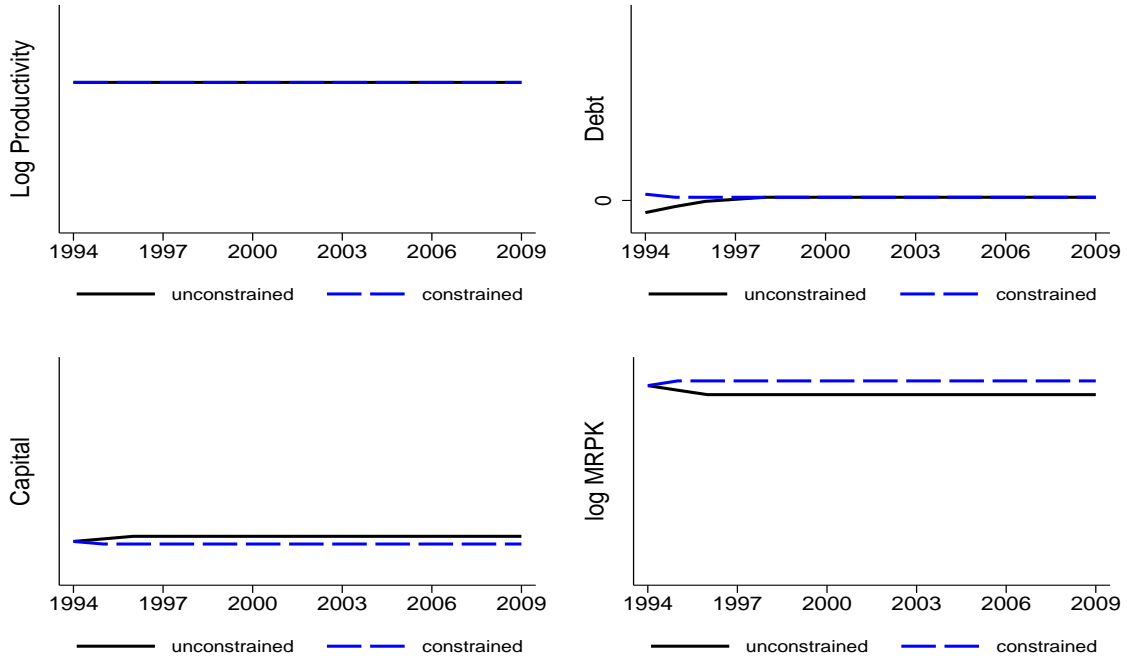 Log Productivity
1994 1997 2000 2003 2006 2009
unconstrained constrained
Debt
0
1994 1997 2000 2003 2006 2009
unconstrained constrained
Capital
1994 1997 2000 2003 2006 2009
unconstrained constrained
log MRPK
1994 1997 2000 2003 2006 2009
unconstrained constrained